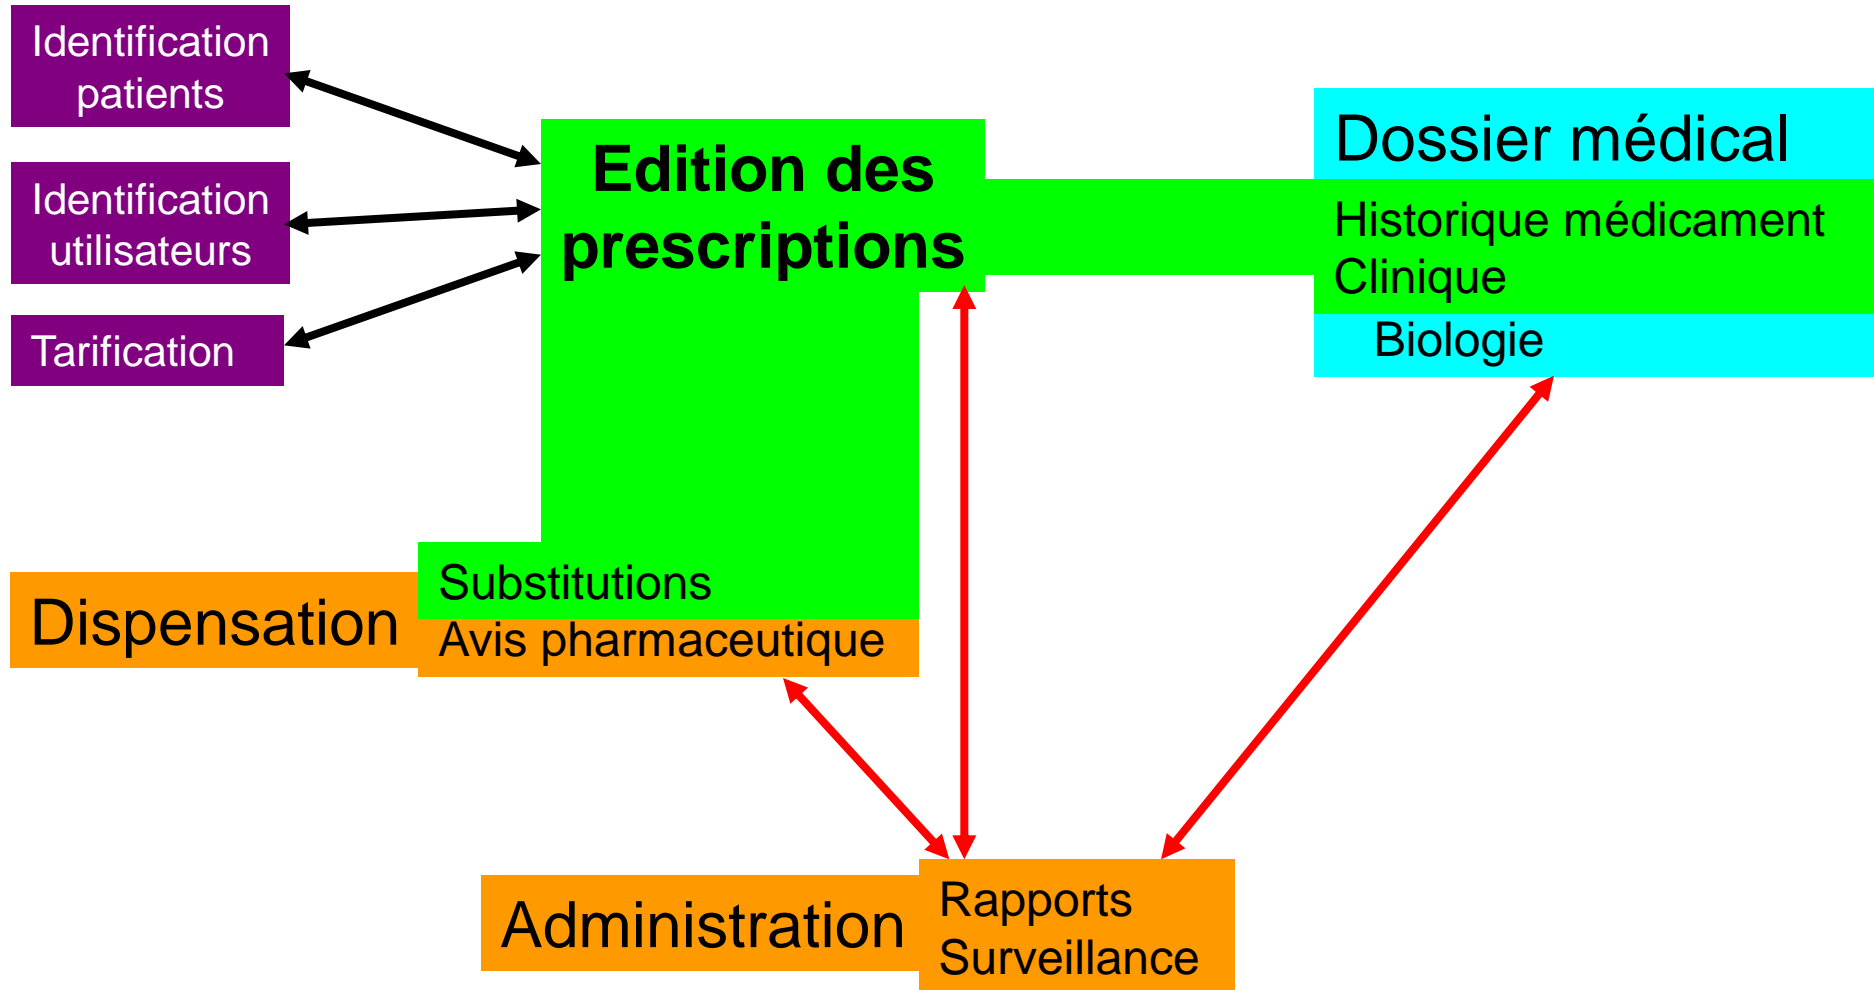 Identification
patients
Identification
utilisateurs
Tarification
Edition des
prescriptions
Dossier médical
Historique médicament
Clinique
Biologie
Dispensation
Substitutions
Avis pharmaceutique
Administration
Rapports
Surveillance